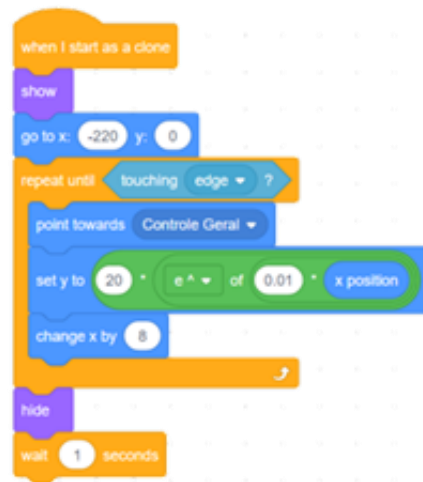 when I start as a clone
show
go to x: -220 y: 0
repeat until touching edge ?
point towards Controle Geral
set y to 20 * e ^ of 0.01 * x position
change x by 8
hide
wait 1 seconds